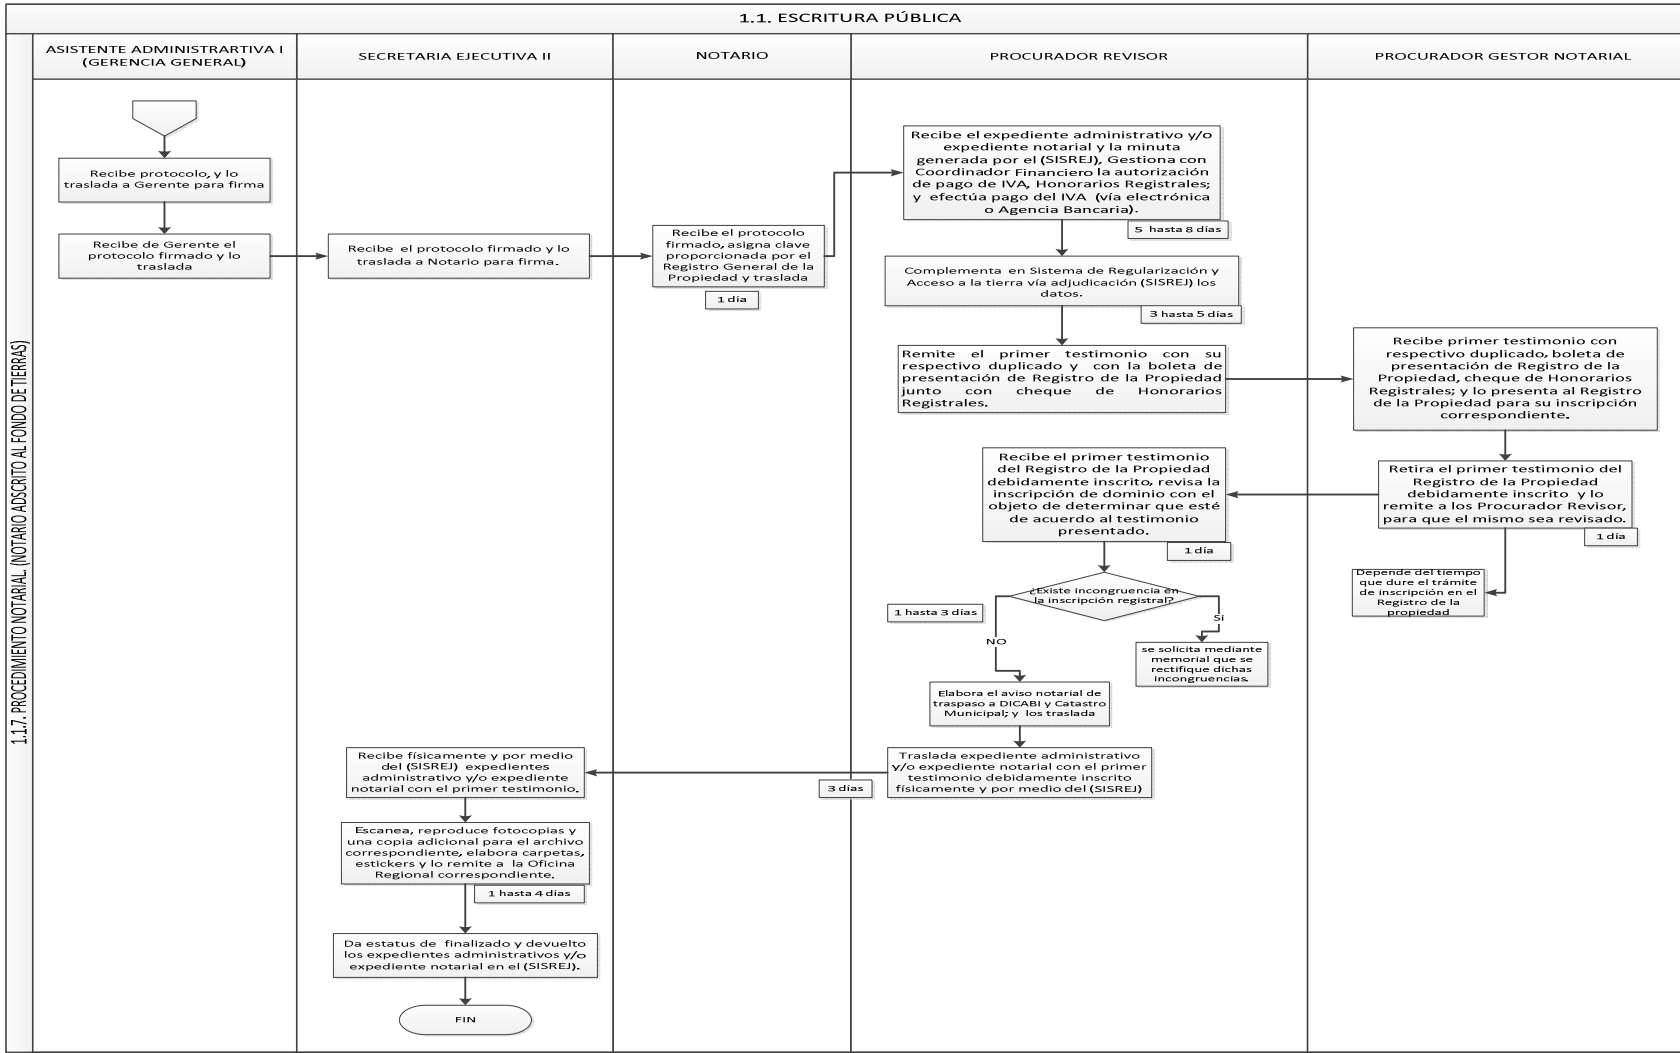 1.1. ESCRITURA PÚBLICA
1.1.7. PROCEDIMIENTO NOTARIAL (NOTARIO ADSCRITO AL FONDO DE TIERRAS)
ASISTENTE ADMINISTRARTIVA I
(GERENCIA GENERAL)
SECRETARIA EJECUTIVA II
NOTARIO
PROCURADOR REVISOR
PROCURADOR GESTOR NOTARIAL
Recibe protocolo, y lo
traslada a Gerente para firma
Recibe de Gerente el
protocolo firmado y lo
traslada
Recibe el protocolo firmado y lo
traslada a Notario para firma.
Recibe el protocolo
firmado, asigna clave
proporcionada por el
Registro General de la
Propiedad y traslada
1 día
Recibe el expediente administrativo y/o
expediente notarial y la minuta
generada por el (SISREJ), Gestiona con
Coordinador Financiero la autorización
de pago de IVA, Honorarios Registrales;
y efectúa pago del IVA (vía electrónica
o Agencia Bancaria).
5 hasta 8 días
Complementa en Sistema de Regularización y
Acceso a la tierra vía adjudicación (SISREJ) los
datos.
3 hasta 5 días
Remite el primer testimonio con su
respectivo duplicado y con la boleta de
presentación de Registro de la Propiedad
junto con cheque de Honorarios
Registrales.
Recibe primer testimonio con
respectivo duplicado, boleta de
presentación de Registro de la
Propiedad, cheque de Honorarios
Registrales; y lo presenta al Registro
de la Propiedad para su inscripción
correspondiente.
Retira el primer testimonio del
Registro de la Propiedad
debidamente inscrito y lo
remite a los Procurador Revisor,
para que el mismo sea revisado.
1 día
Depende del tiempo
que dure el trámite
de inscripción en el
Registro de la
propiedad
Recibe el primer testimonio
del Registro de la Propiedad
debidamente inscrito, revisa la
inscripción de dominio con el
objeto de determinar que esté
de acuerdo al testimonio
presentado.
1 día
¿Existe incongruencia en
la inscripción registral?
1 hasta 3 días
Sí
NO
se solicita mediante
memorial que se
rectifique dichas
incongruencias.
Elabora el aviso notarial de
traspaso a DICABI y Catastro
Municipal; y los traslada
Traslada expediente administrativo
y/o expediente notarial con el primer
testimonio debidamente inscrito
físicamente y por medio del (SISREJ)
3 días
Recibe físicamente y por medio
del (SISREJ) expedientes
administrativo y/o expediente
notarial con el primer testimonio.
Escanea, reproduce fotocopias y
una copia adicional para el archivo
correspondiente, elabora carpetas,
estickers y lo remite a la Oficina
Regional correspondiente.
1 hasta 4 días
Da estatus de finalizado y devuelto
los expedientes administrativos y/o
expediente notarial en el (SISREJ).
FIN